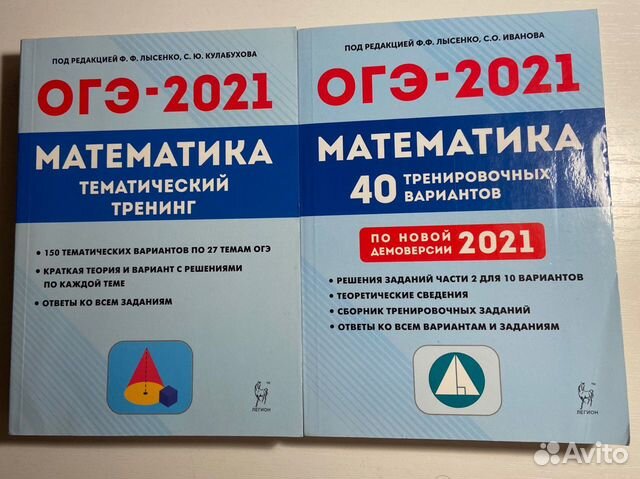 ПОД РЕДАКЦИЕЙ Ф. Ф. ЛЫСЕНКО, С. Ю. КУЛАБУХОВА
ОГЭ-2021
МАТЕМАТИКА
ТЕМАТИЧЕСКИЙ
ТРЕНИНГ
• 150 ТЕМАТИЧЕСКИХ ВАРИАНТОВ ПО 27 ТЕМАМ ОГЭ
• КРАТКАЯ ТЕОРИЯ И ВАРИАНТ С РЕШЕНИЯМИ
ПО КАЖДОЙ ТЕМЕ
• ОТВЕТЫ КО ВСЕМ ЗАДАНИЯМ
ЛЕГИОН
ПОД РЕДАКЦИЕЙ Ф.Ф. ЛЫСЕНКО, С.О. ИВАНОВА
ОГЭ-2021
МАТЕМАТИКА
40 ТРЕНИРОВОЧНЫХ
ВАРИАНТОВ
ПО НОВОЙ
ДЕМОВЕРСИИ 2021
• РЕШЕНИЯ ЗАДАНИЙ ЧАСТИ 2 ДЛЯ 10 ВАРИАНТОВ
• ТЕОРЕТИЧЕСКИЕ СВЕДЕНИЯ
• СБОРНИК ТРЕНИРОВОЧНЫХ ЗАДАНИЙ
• ОТВЕТЫ КО ВСЕМ ВАРИАНТАМ И ЗАДАНИЯМ
ЛЕГИОН
Avito